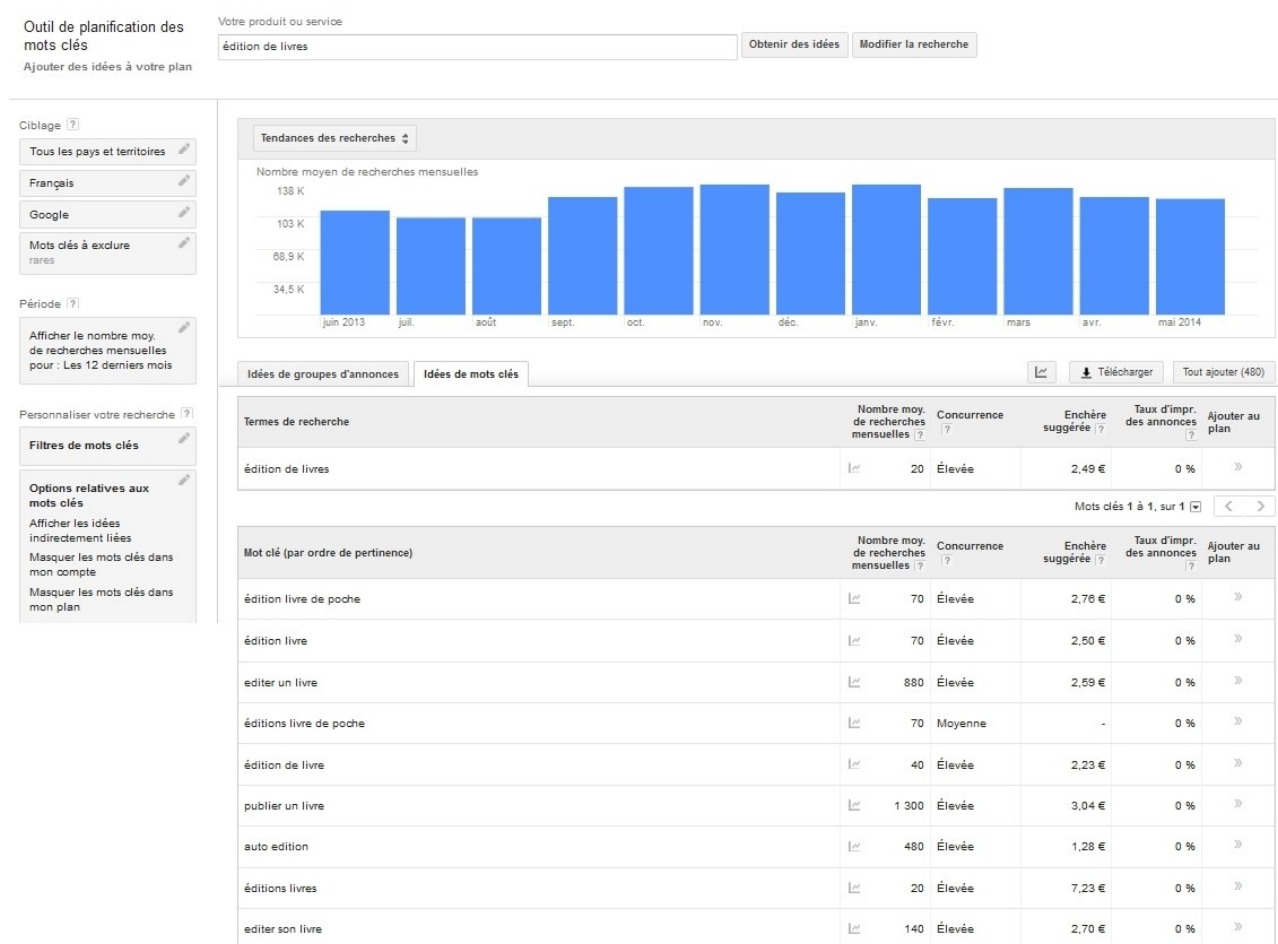 Outil de planification des
mots clés
Ajouter des idées à votre plan
Votre produit ou service
édition de livres
Obtenir des idées
Modifier la recherche
Ciblage ?
Tous les pays et territoires
Français
Google
Mots clés à exclure
rares
Période ?
Afficher le nombre moy.
de recherches mensuelles
pour : Les 12 derniers mois
Personnaliser votre recherche ?
Filtres de mots clés
Options relatives aux
mots clés
Afficher les idées
indirectement liées
Masquer les mots clés dans
mon compte
Masquer les mots clés dans
mon plan
Tendances des recherches
Nombre moyen de recherches mensuelles
138 K
103 K
68,9 K
34,5 K
juin 2013 juil. août sept. oct. nov. déc. janv. févr. mars avr. mai 2014
Idées de groupes d'annonces Idées de mots clés Télécharger Tout ajouter (480)
Termes de recherche
Nombre moy.
de recherches
mensuelles ?
Concurrence
?
Enchère
suggérée ?
Taux d'impr.
des annonces
?
Ajouter au
plan
édition de livres 20 Élevée 2,49 € 0 % »
Mots clés 1 à 1, sur 1
Mot clé (par ordre de pertinence)
Nombre moy.
de recherches
mensuelles ?
Concurrence
?
Enchère
suggérée ?
Taux d'impr.
des annonces
?
Ajouter au
plan
édition livre de poche 70 Élevée 2,76 € 0 % »
édition livre 70 Élevée 2,50 € 0 % »
editer un livre 880 Élevée 2,59 € 0 % »
éditions livre de poche 70 Moyenne - 0 % »
édition de livre 40 Élevée 2,23 € 0 % »
publier un livre 1 300 Élevée 3,04 € 0 % »
auto edition 480 Élevée 1,28 € 0 % »
éditions livres 20 Élevée 7,23 € 0 % »
editer son livre 140 Élevée 2,70 € 0 % »